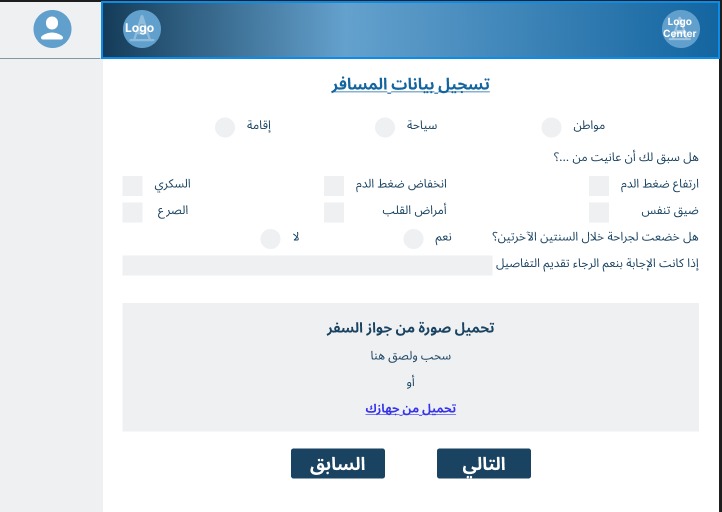 Logo
Logo
Center
تسجيل بيانات المسافر
مواطن
سياحة
إقامة
هل سبق لك أن عانيت من ...؟
ارتفاع ضغط الدم
انخفاض ضغط الدم
السكري
ضيق تنفس
أمراض القلب
الصرع
هل خضعت لجراحة خلال السنتين الآخرتين؟
نعم
لا
إذا كانت الإجابة بنعم الرجاء تقديم التفاصيل
تحميل صورة من جواز السفر
سحب ولصق هنا
أو
تحميل من جهازك
التالي
السابق